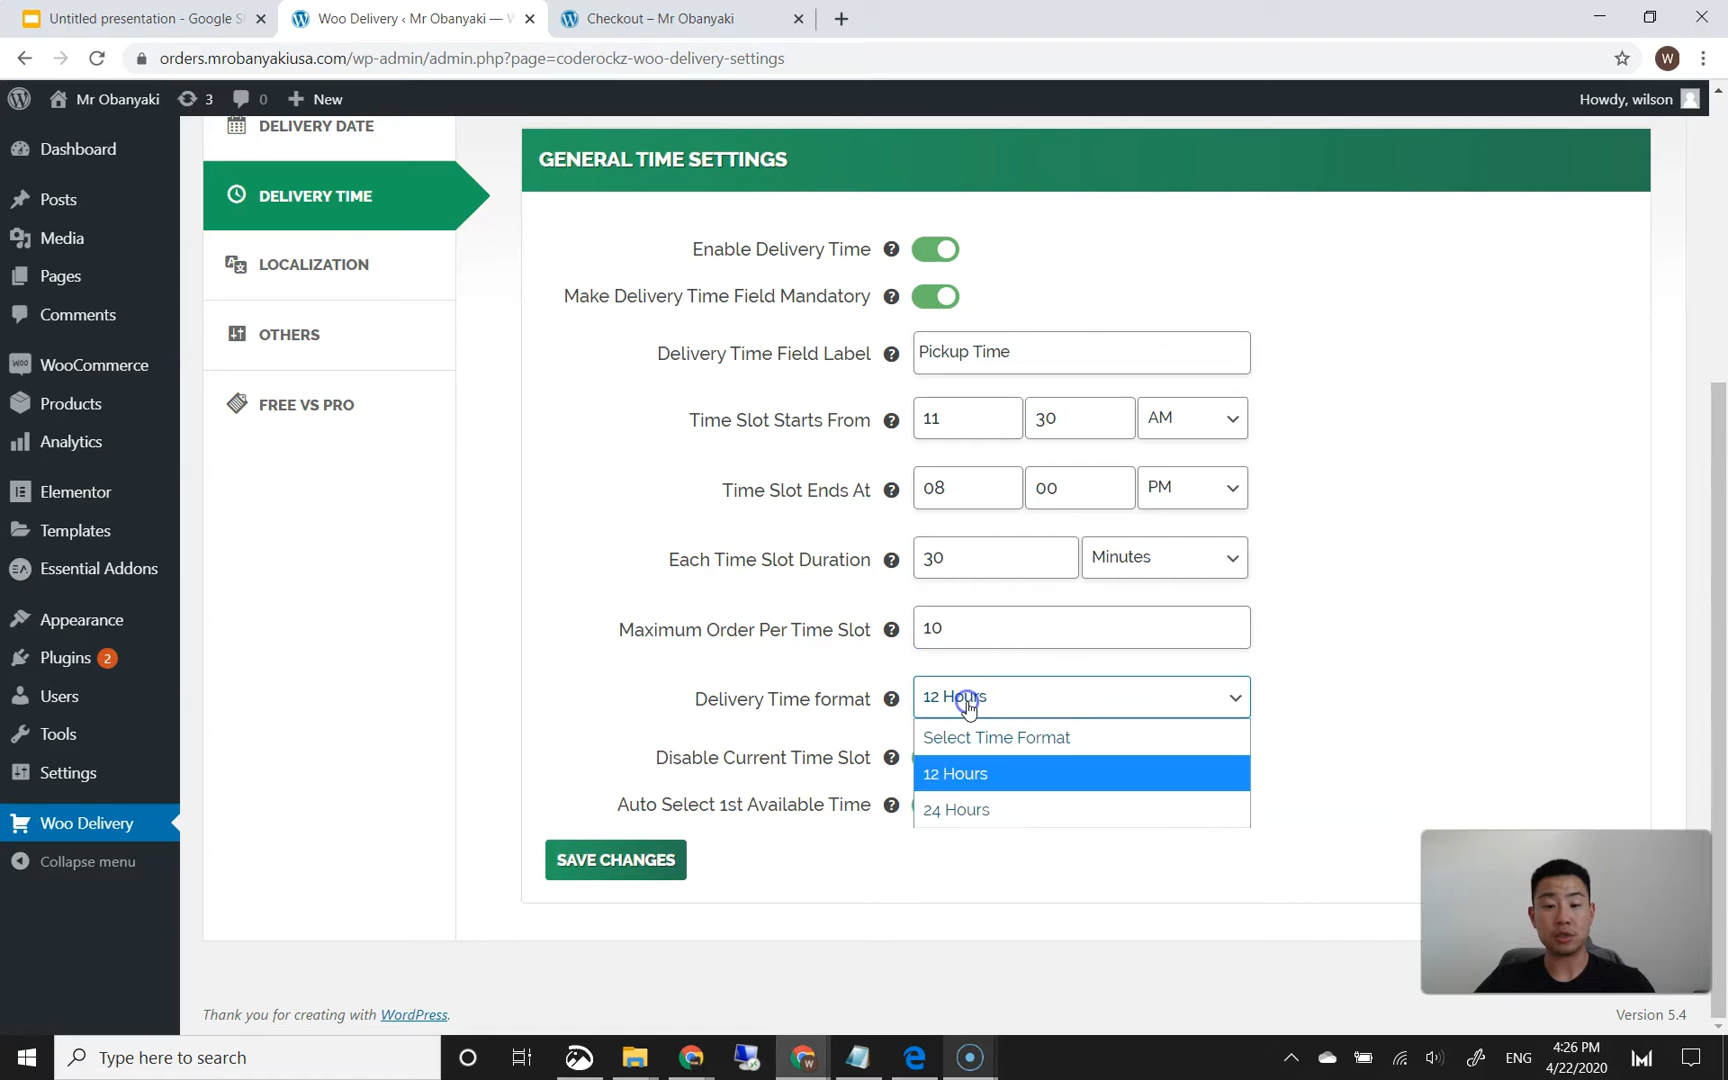 Untitled presentation - Google S
Woo Delivery ‹ Mr Obanyaki — W
Checkout – Mr Obanyaki
orders.mrobanyakiusa.com/wp-admin/admin.php?page=coderockz-woo-delivery-settings
W
Mr Obanyaki
3
0
New
Howdy, wilson
Dashboard
Posts
Media
Pages
Comments
WooCommerce
Products
Analytics
Elementor
Templates
Essential Addons
Appearance
Plugins 2
Users
Tools
Settings
Woo Delivery
Collapse menu
DELIVERY DATE
DELIVERY TIME
LOCALIZATION
OTHERS
FREE VS PRO
GENERAL TIME SETTINGS
Enable Delivery Time
Make Delivery Time Field Mandatory
Delivery Time Field Label Pickup Time
Time Slot Starts From 11 30 AM
Time Slot Ends At 08 00 PM
Each Time Slot Duration 30 Minutes
Maximum Order Per Time Slot 10
Delivery Time format 12 Hours
Select Time Format
Disable Current Time Slot
12 Hours
Auto Select 1st Available Time
24 Hours
SAVE CHANGES
Thank you for creating with WordPress.
Version 5.4
Type here to search
ENG
4:26 PM
4/22/2020